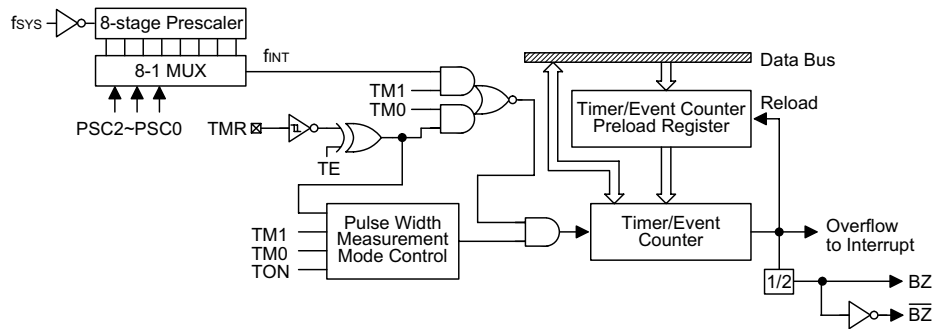 fSYS
8-stage Prescaler
8-1 MUX
fINT
PSC2~PSC0
TM1
TM0
TMR
TE
Data Bus
Timer/Event Counter
Preload Register
Reload
TM1
TM0
TON
Pulse Width
Measurement
Mode Control
Timer/Event
Counter
Overflow
to Interrupt
1/2
BZ
B̅Z̅